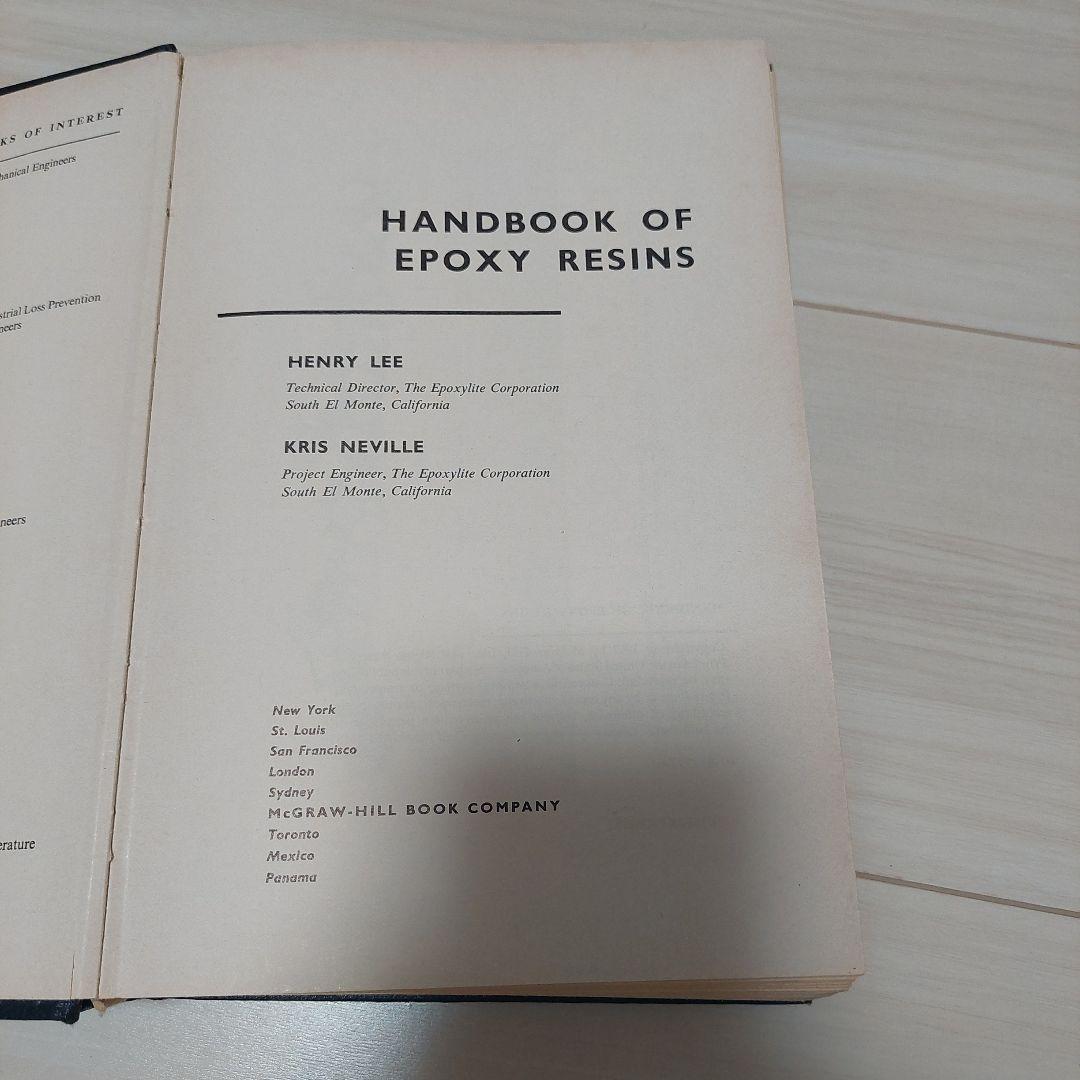 KS OF INTEREST
hanical Engineers
strial Loss Prevention
neers
neers
erature
HANDBOOK OF
EPOXY RESINS
HENRY LEE
Technical Director, The Epoxylite Corporation
South El Monte, California
KRIS NEVILLE
Project Engineer, The Epoxylite Corporation
South El Monte, California
New York
St. Louis
San Francisco
London
Sydney
McGRAW-HILL BOOK COMPANY
Toronto
Mexico
Panama